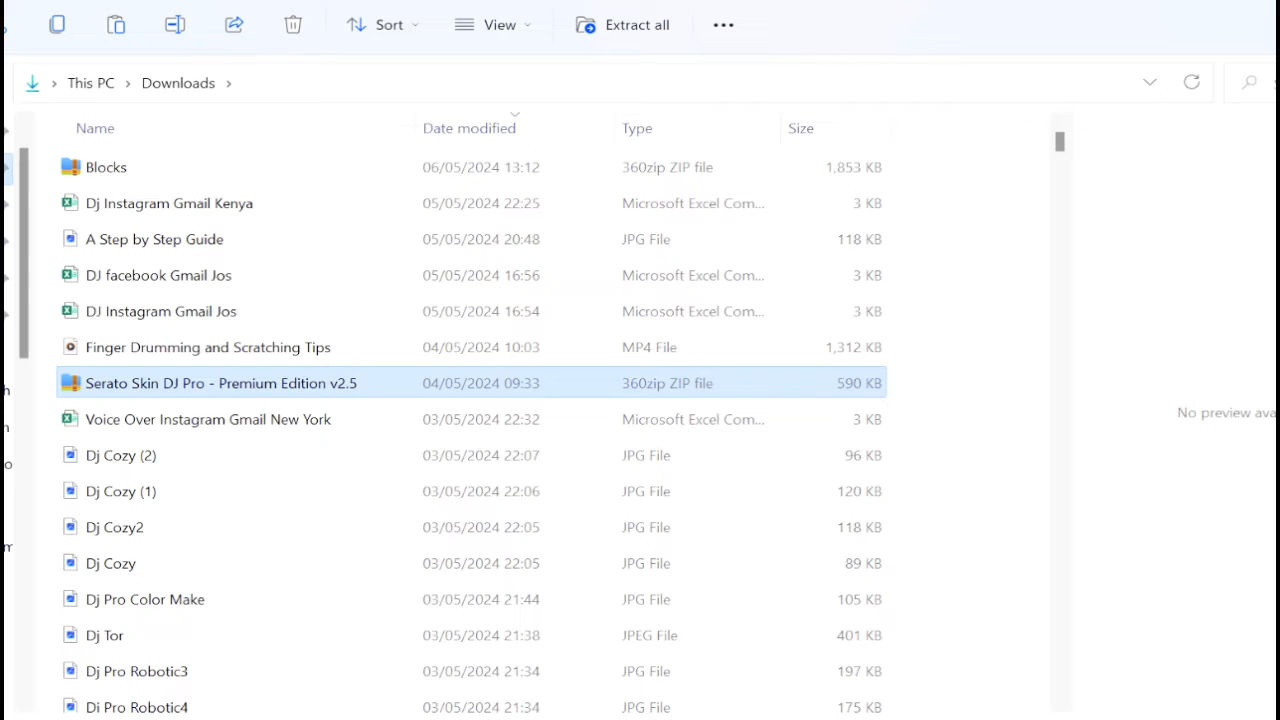 Sort
View
Extract all
This PC
Downloads
Name Date modified Type Size
Blocks 06/05/2024 13:12 360zip ZIP file 1,853 KB
Dj Instagram Gmail Kenya 05/05/2024 22:25 Microsoft Excel Com... 3 KB
A Step by Step Guide 05/05/2024 20:48 JPG File 118 KB
DJ facebook Gmail Jos 05/05/2024 16:56 Microsoft Excel Com... 3 KB
DJ Instagram Gmail Jos 05/05/2024 16:54 Microsoft Excel Com... 3 KB
Finger Drumming and Scratching Tips 04/05/2024 10:03 MP4 File 1,312 KB
Serato Skin DJ Pro - Premium Edition v2.5 04/05/2024 09:33 360zip ZIP file 590 KB
No preview ava
Voice Over Instagram Gmail New York 03/05/2024 22:32 Microsoft Excel Com... 3 KB
Dj Cozy (2) 03/05/2024 22:07 JPG File 96 KB
Dj Cozy (1) 03/05/2024 22:06 JPG File 120 KB
Dj Cozy2 03/05/2024 22:05 JPG File 118 KB
Dj Cozy 03/05/2024 22:05 JPG File 89 KB
Dj Pro Color Make 03/05/2024 21:44 JPG File 105 KB
Dj Tor 03/05/2024 21:38 JPEG File 401 KB
Dj Pro Robotic3 03/05/2024 21:34 JPG File 197 KB
Dj Pro Robotic4 03/05/2024 21:34 JPG File 175 KB